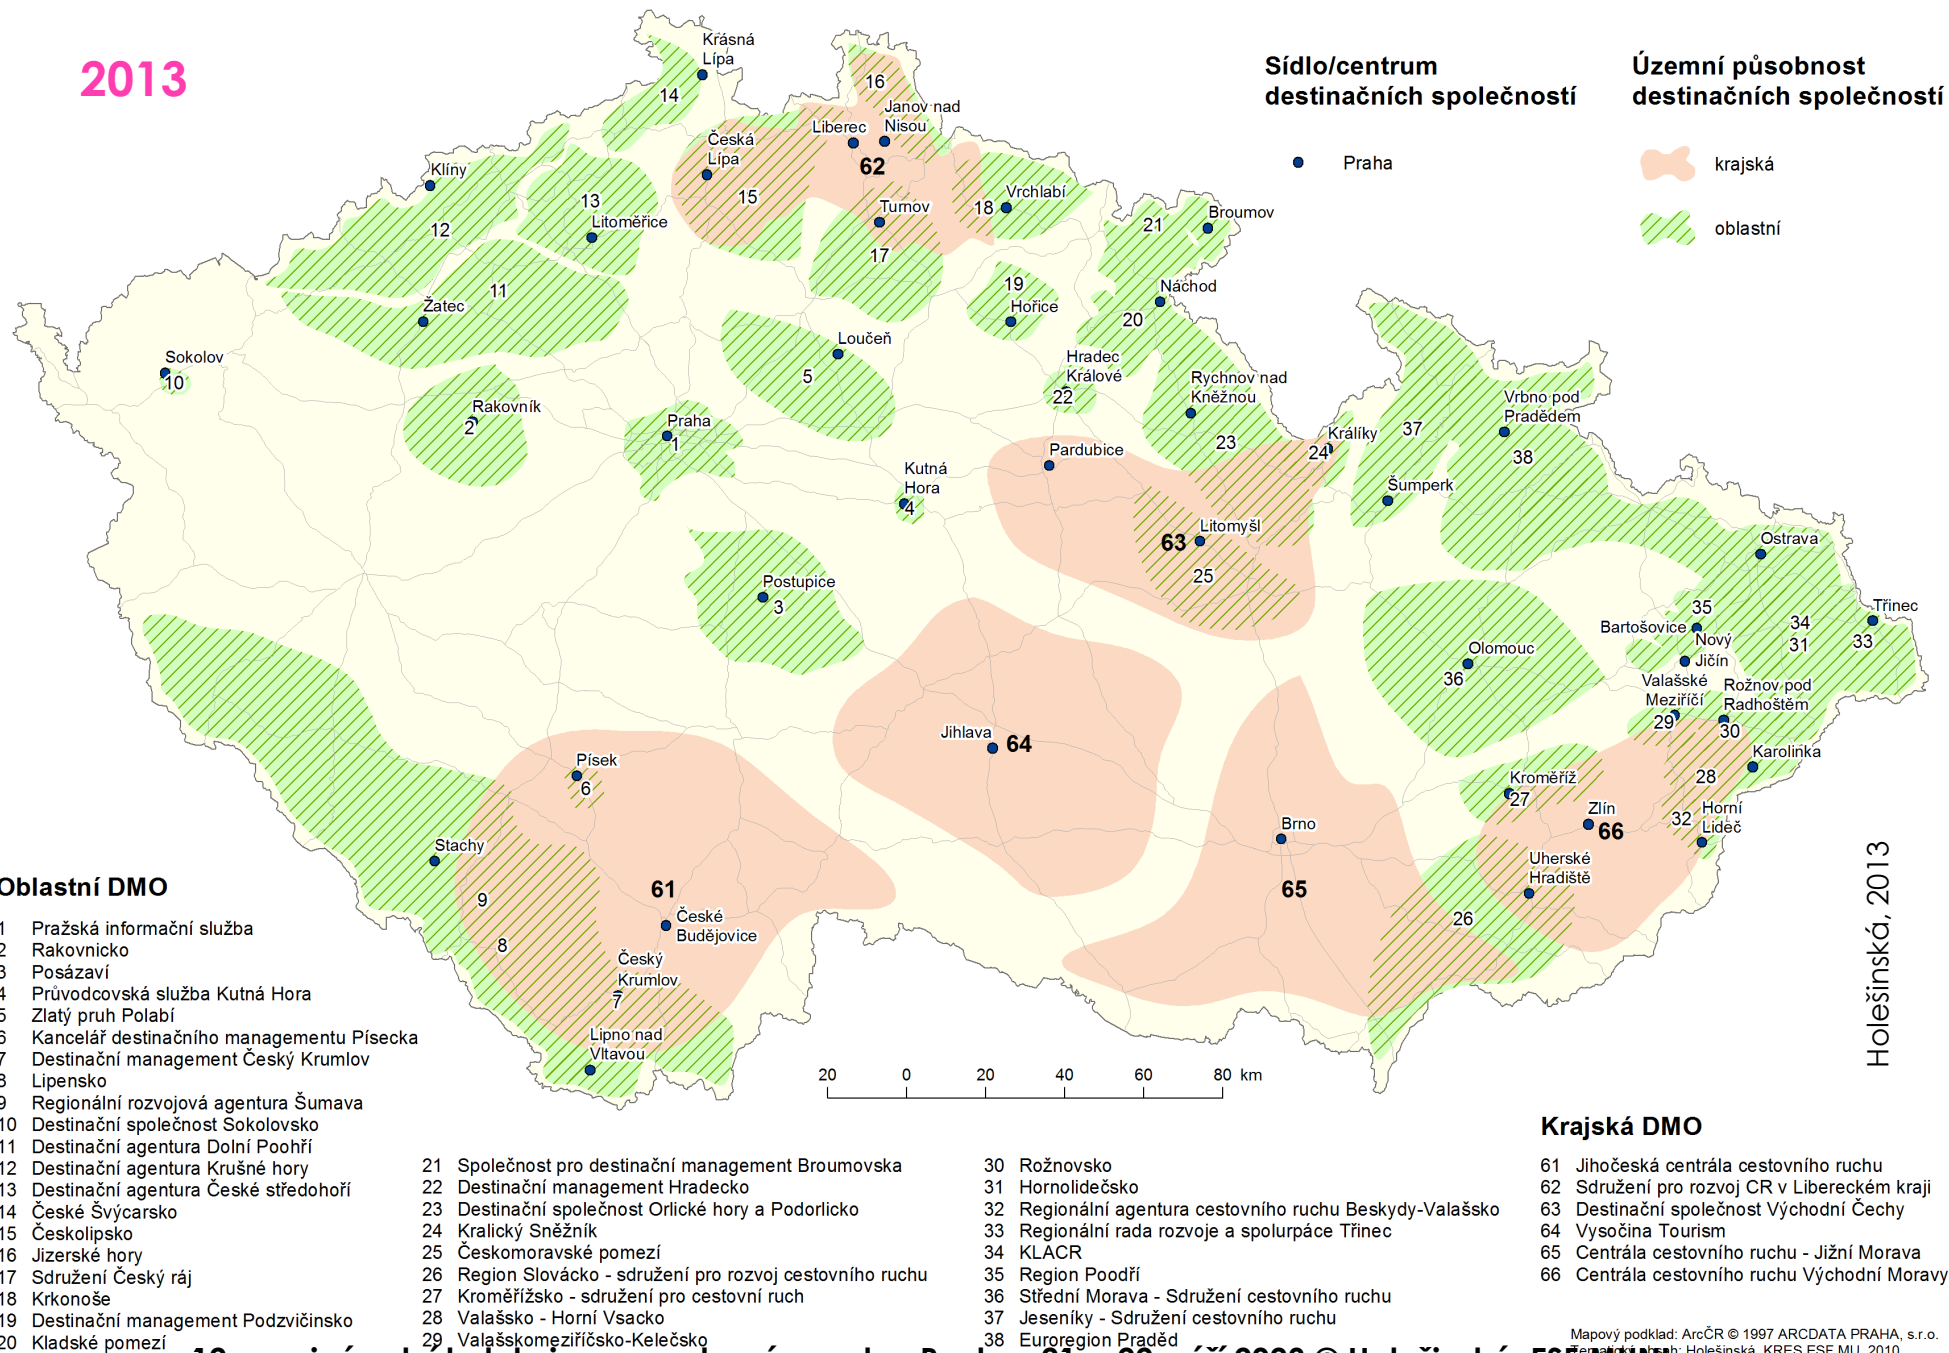 2013
Sídlo/centrum
destinačních společností
Praha
Územní působnost
destinačních společností
krajská
oblastní
Krásná
Lípa
14
16
Janov nad
Nisou
Liberec
62
Česká
Lípa
15
Klíny
12
13
Litoměřice
Turnov
17
18
Vrchlabí
21
Broumov
11
Žatec
19
Hořice
Náchod
20
Sokolov
10
Loučeň
5
Hradec
Králové
22
Rychnov nad
Kněžnou
23
Rakovník
2
Praha
1
Vrbno pod
Pradědem
38
37
Králíky
24
Pardubice
Kutná
Hora
4
Šumperk
Litomyšl
63
25
Ostrava
Postupice
3
Třinec
33
35
34
31
Bartošovice
Nový
Jičín
Olomouc
36
Valašské
Meziříčí
29
Rožnov pod
Radhoštěm
30
Jihlava
64
Karolinka
28
Písek
6
Kroměříž
27
Zlín
66
Horní
Lideč
32
Brno
65
Uherské
Hradiště
26
Stachy
9
8
61
České
Budějovice
Český
Krumlov
7
Lipno nad
Vltavou
20 0 20 40 60 80 km
Holešinská, 2013
Oblastní DMO
1 Pražská informační služba
2 Rakovnicko
3 Posázaví
4 Průvodcovská služba Kutná Hora
5 Zlatý pruh Polabí
6 Kancelář destinačního managementu Písecka
7 Destinační management Český Krumlov
8 Lipensko
9 Regionální rozvojová agentura Šumava
10 Destinační společnost Sokolovsko
11 Destinační agentura Dolní Poohří
12 Destinační agentura Krušné hory
13 Destinační agentura České středohoří
14 České Švýcarsko
15 Českolipsko
16 Jizerské hory
17 Sdružení Český ráj
18 Krkonoše
19 Destinační management Podzvičinsko
20 Kladské pomezí
21 Společnost pro destinační management Broumovska
22 Destinační management Hradecko
23 Destinační společnost Orlické hory a Podorlicko
24 Kralický Sněžník
25 Českomoravské pomezí
26 Region Slovácko - sdružení pro rozvoj cestovního ruchu
27 Kroměřížsko - sdružení pro cestovní ruch
28 Valašsko - Horní Vsacko
29 Valašskomeziříčsko-Kelečsko
30 Rožnovsko
31 Hornolidečsko
32 Regionální agentura cestovního ruchu Beskydy-Valašsko
33 Regionální rada rozvoje a spolurpáce Třinec
34 KLACR
35 Region Poodří
36 Střední Morava - Sdružení cestovního ruchu
37 Jeseníky - Sdružení cestovního ruchu
38 Euroregion Praděd
Krajská DMO
61 Jihočeská centrála cestovního ruchu
62 Sdružení pro rozvoj CR v Libereckém kraji
63 Destinační společnost Východní Čechy
64 Vysočina Tourism
65 Centrála cestovního ruchu - Jižní Morava
66 Centrála cestovního ruchu Východní Moravy
Mapový podklad: ArcČR © 1997 ARCDATA PRAHA, s.r.o.